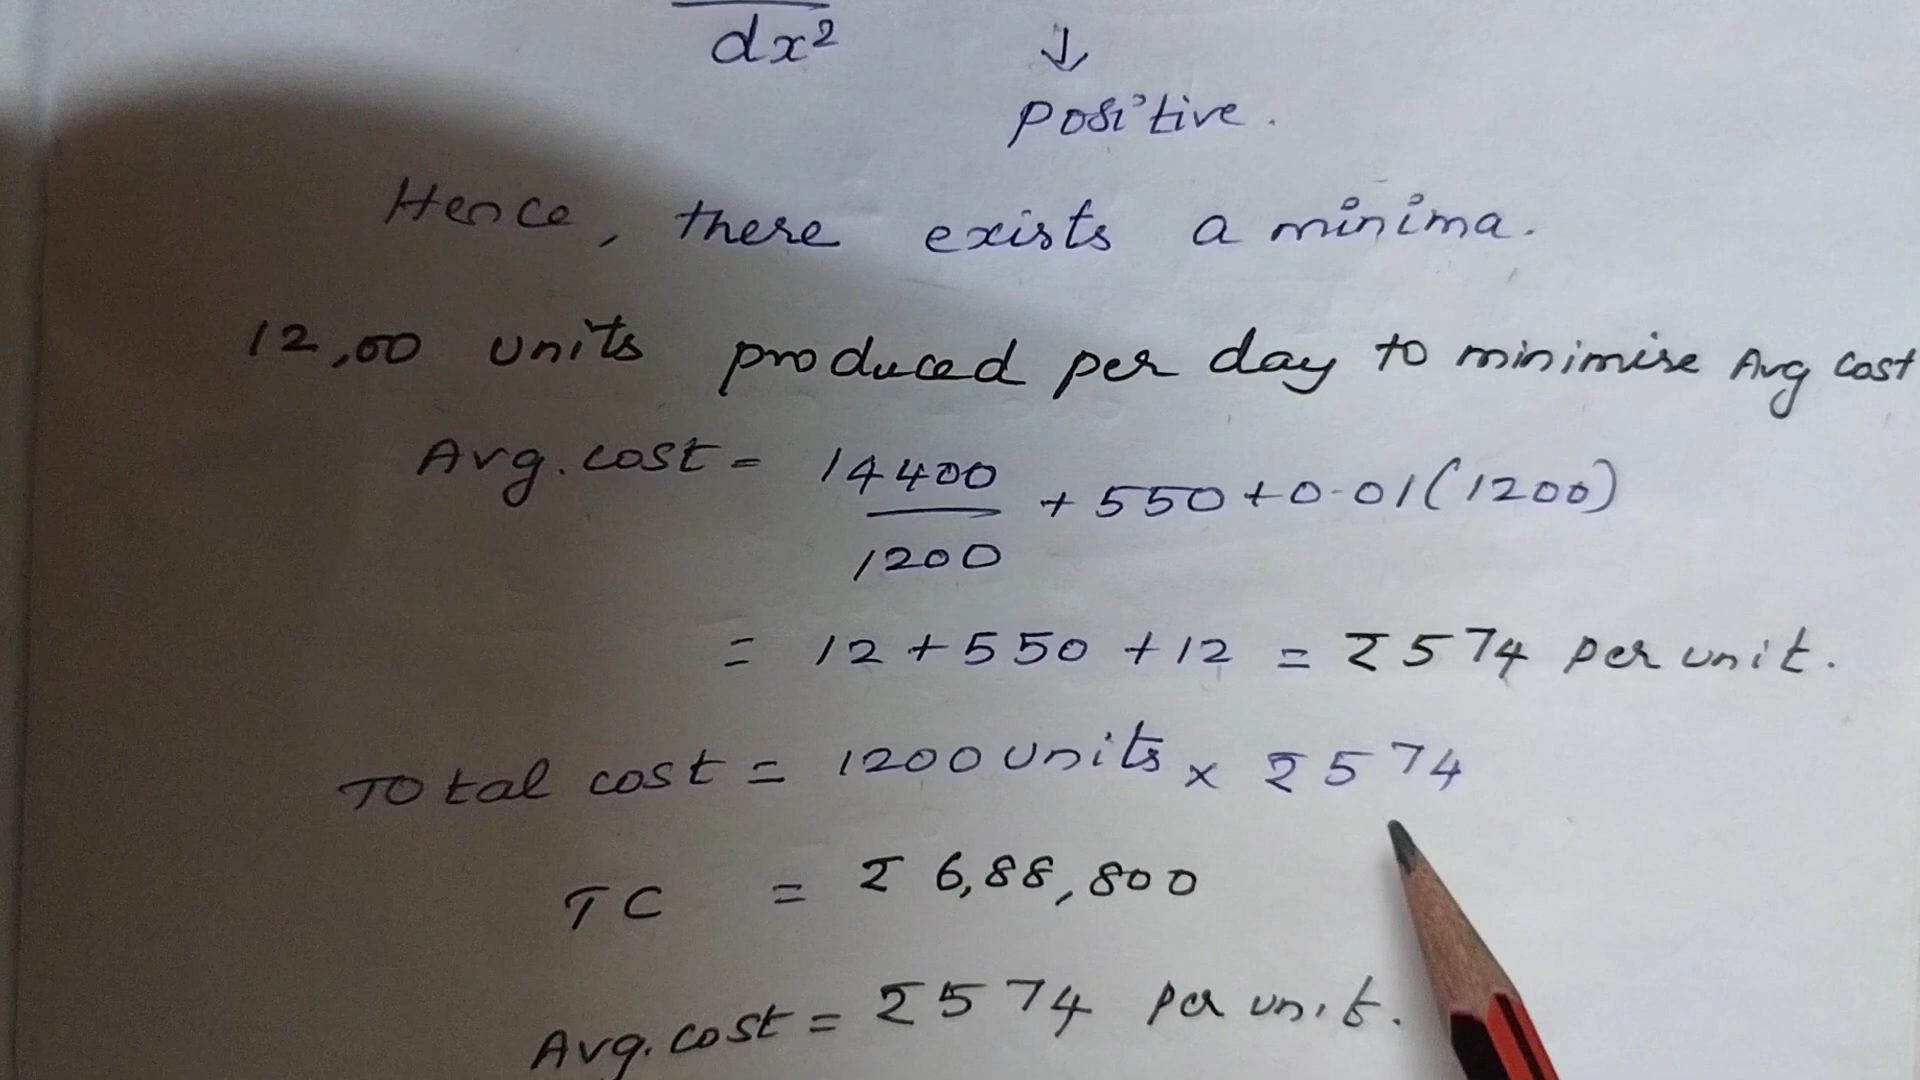 dx²
↓
positive.
Hence, there exists a minima.
12,00 units produced per day to minimise Avg cost
Avg. cost = 14400/1200 + 550 + 0.01(1200)
= 12 + 550 + 12 = ₹574 per unit.
Total cost = 1200 units × ₹574
TC = ₹ 6,88,800
Avg. cost = ₹574 per unit.